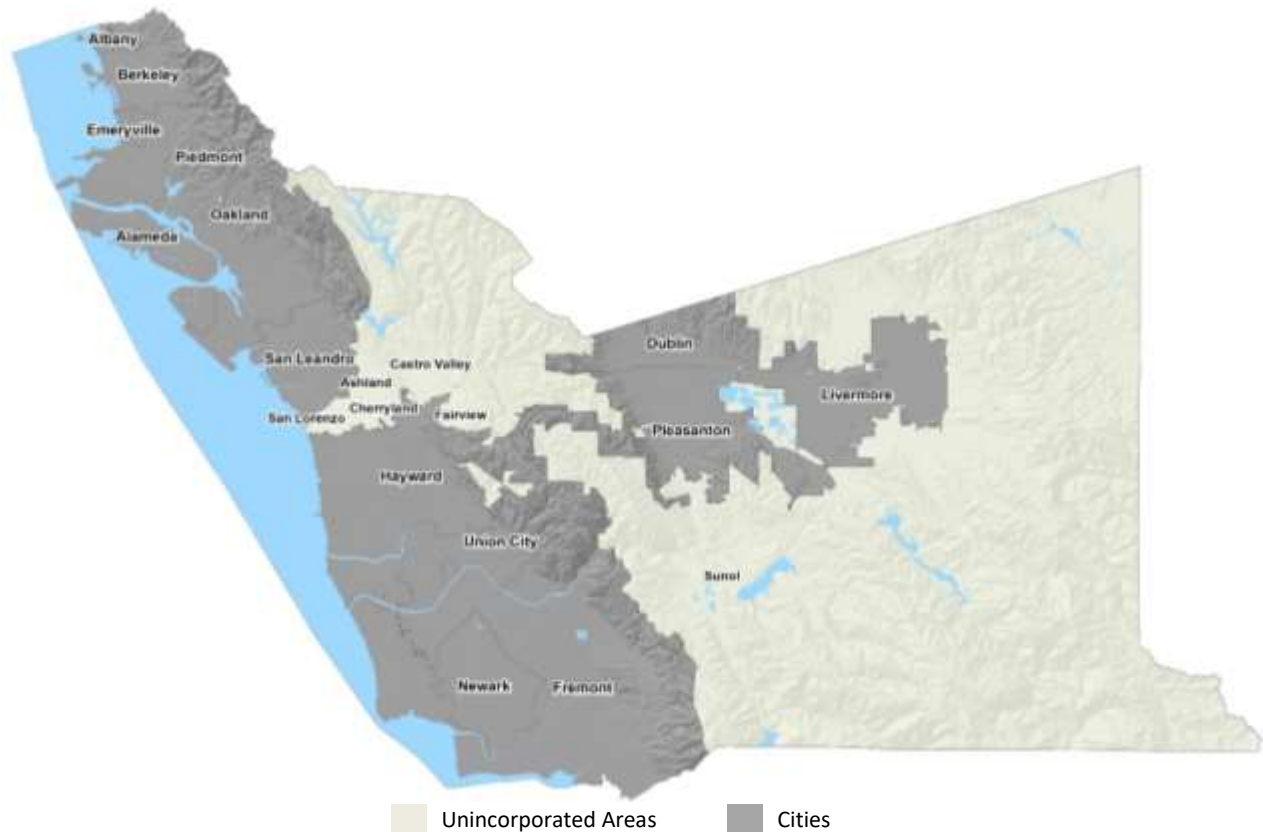 Albany
Berkeley
Emeryville
Piedmont
Oakland
Alameda
Dublin
San Leandro
Castro Valley
Ashland
Livermore
Cherryland
Fairview
San Lorenzo
Pleasanton
Hayward
Union City
Sunol
Newark
Fremont
Unincorporated Areas
Cities